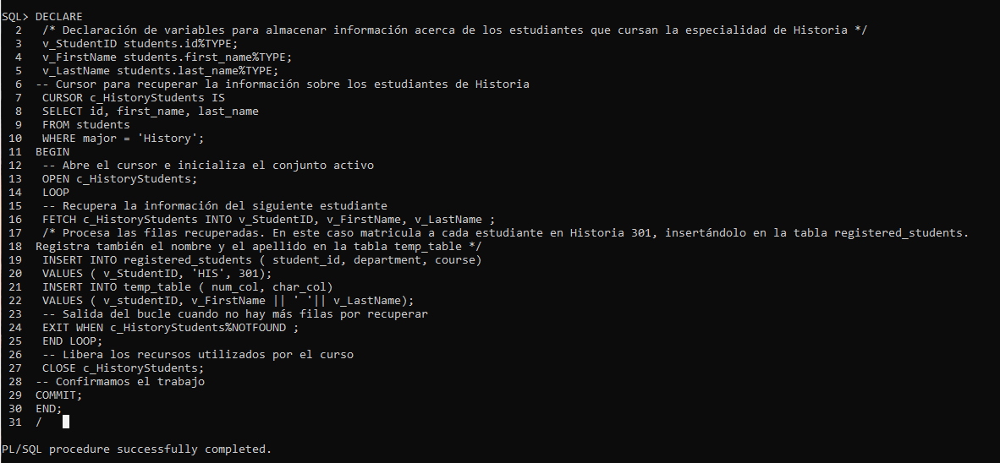 SQL> DECLARE
2 /* Declaración de variables para almacenar información acerca de los estudiantes que cursan la especialidad de Historia */
3 v_StudentID students.id%TYPE;
4 v_FirstName students.first_name%TYPE;
5 v_LastName students.last_name%TYPE;
6 -- Cursor para recuperar la información sobre los estudiantes de Historia
7 CURSOR c_HistoryStudents IS
8 SELECT id, first_name, last_name
9 FROM students
10 WHERE major = 'History';
11 BEGIN
12 -- Abre el cursor e inicializa el conjunto activo
13 OPEN c_HistoryStudents;
14 LOOP
15 -- Recupera la información del siguiente estudiante
16 FETCH c_HistoryStudents INTO v_StudentID, v_FirstName, v_LastName ;
17 /* Procesa las filas recuperadas. En este caso matricula a cada estudiante en Historia 301, insertándolo en la tabla registered_students.
18 Registra también el nombre y el apellido en la tabla temp_table */
19 INSERT INTO registered_students ( student_id, department, course)
20 VALUES ( v_StudentID, 'HIS', 301);
21 INSERT INTO temp_table ( num_col, char_col)
22 VALUES ( v_studentID, v_FirstName || ' '|| v_LastName);
23 -- Salida del bucle cuando no hay más filas por recuperar
24 EXIT WHEN c_HistoryStudents%NOTFOUND ;
25 END LOOP;
26 -- Libera los recursos utilizados por el curso
27 CLOSE c_HistoryStudents;
28 -- Confirmamos el trabajo
29 COMMIT;
30 END;
31 /
PL/SQL procedure successfully completed.